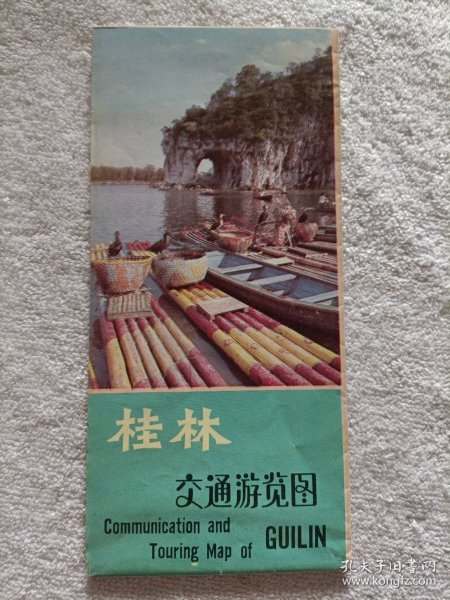 桂林
交通游览图
Communication and
Touring Map of GUILIN
孔夫子旧书网
www.kongfz.com